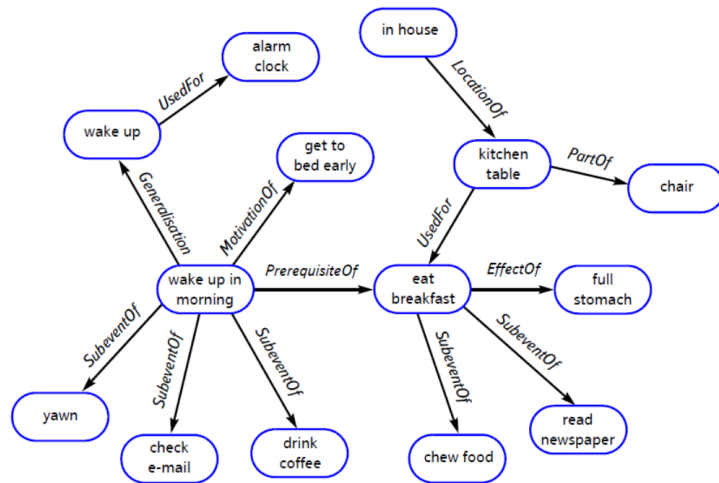 in house
alarm
clock
UsedFor
LocationOf
wake up
get to
bed early
kitchen
table
PartOf
chair
Generalisation
MotivationOf
UsedFor
wake up in
morning
PrerequisiteOf
eat
breakfast
EffectOf
full
stomach
SubeventOf
SubeventOf
SubeventOf
SubeventOf
SubeventOf
yawn
check
e-mail
drink
coffee
chew food
read
newspaper